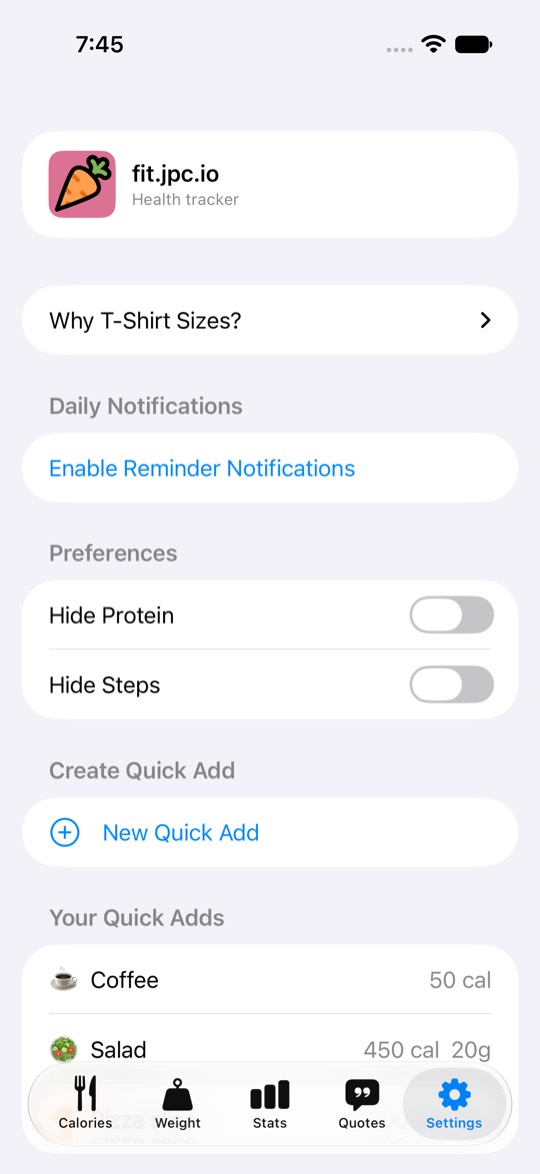 7:45
fit.jpc.io
Health tracker
Why T-Shirt Sizes?
Daily Notifications
Enable Reminder Notifications
Preferences
Hide Protein
Hide Steps
Create Quick Add
New Quick Add
Your Quick Adds
Coffee 50 cal
Salad 450 cal 20g
Pizza
Calories Weight Stats Quotes Settings